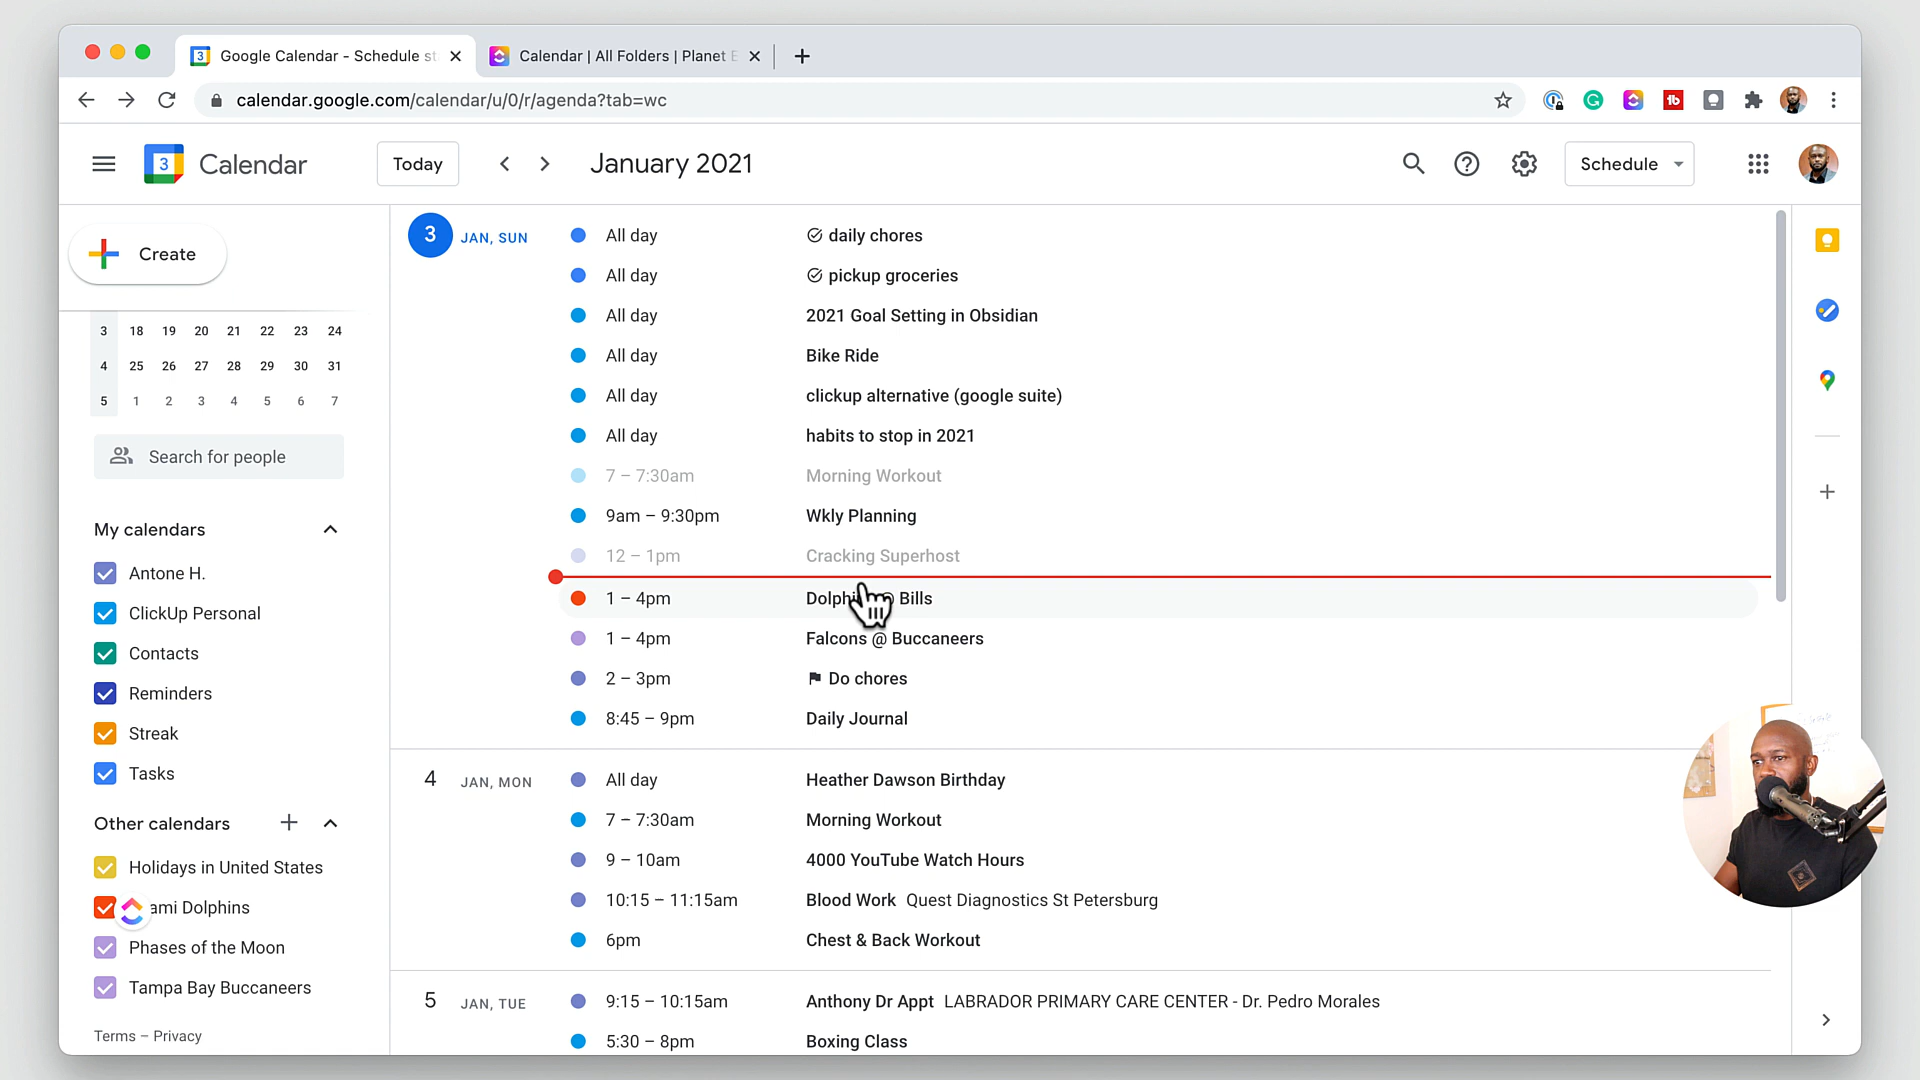 Google Calendar - Schedule st
Calendar | All Folders | Planet E
calendar.google.com/calendar/u/0/r/agenda?tab=wc
3 Calendar
Today
January 2021
Schedule
Create
3 18 19 20 21 22 23 24
4 25 26 27 28 29 30 31
5 1 2 3 4 5 6 7
Search for people
My calendars
Antone H.
ClickUp Personal
Contacts
Reminders
Streak
Tasks
Other calendars
Holidays in United States
ami Dolphins
Phases of the Moon
Tampa Bay Buccaneers
Terms – Privacy
3 JAN, SUN
All day daily chores
All day pickup groceries
All day 2021 Goal Setting in Obsidian
All day Bike Ride
All day clickup alternative (google suite)
All day habits to stop in 2021
7 – 7:30am Morning Workout
9am – 9:30pm Wkly Planning
12 – 1pm Cracking Superhost
1 – 4pm Dolphi @ Bills
1 – 4pm Falcons @ Buccaneers
2 – 3pm Do chores
8:45 – 9pm Daily Journal
4 JAN, MON
All day Heather Dawson Birthday
7 – 7:30am Morning Workout
9 – 10am 4000 YouTube Watch Hours
10:15 – 11:15am Blood Work Quest Diagnostics St Petersburg
6pm Chest & Back Workout
5 JAN, TUE
9:15 – 10:15am Anthony Dr Appt LABRADOR PRIMARY CARE CENTER - Dr. Pedro Morales
5:30 – 8pm Boxing Class